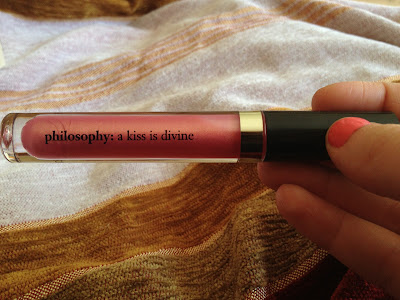 philosophy: a kiss is divine